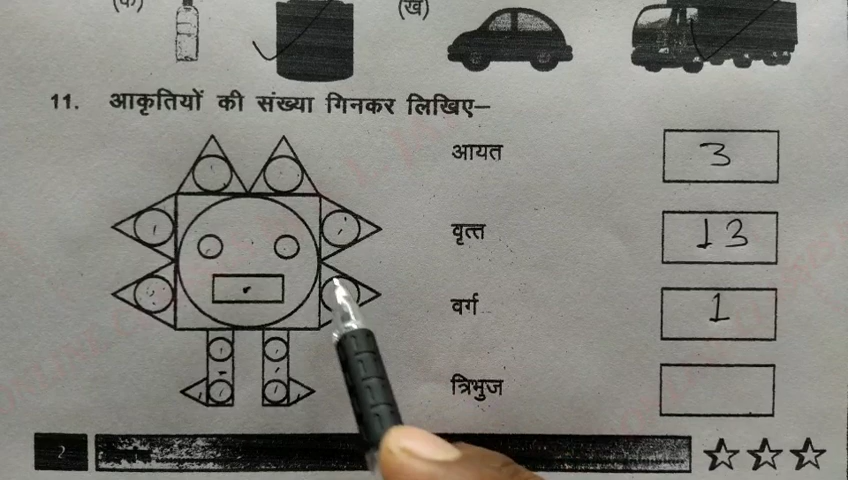 (क) (ख)
11. आकृतियों की संख्या गिनकर लिखिए–
आयत 3
वृत्त 13
वर्ग 1
त्रिभुज
2